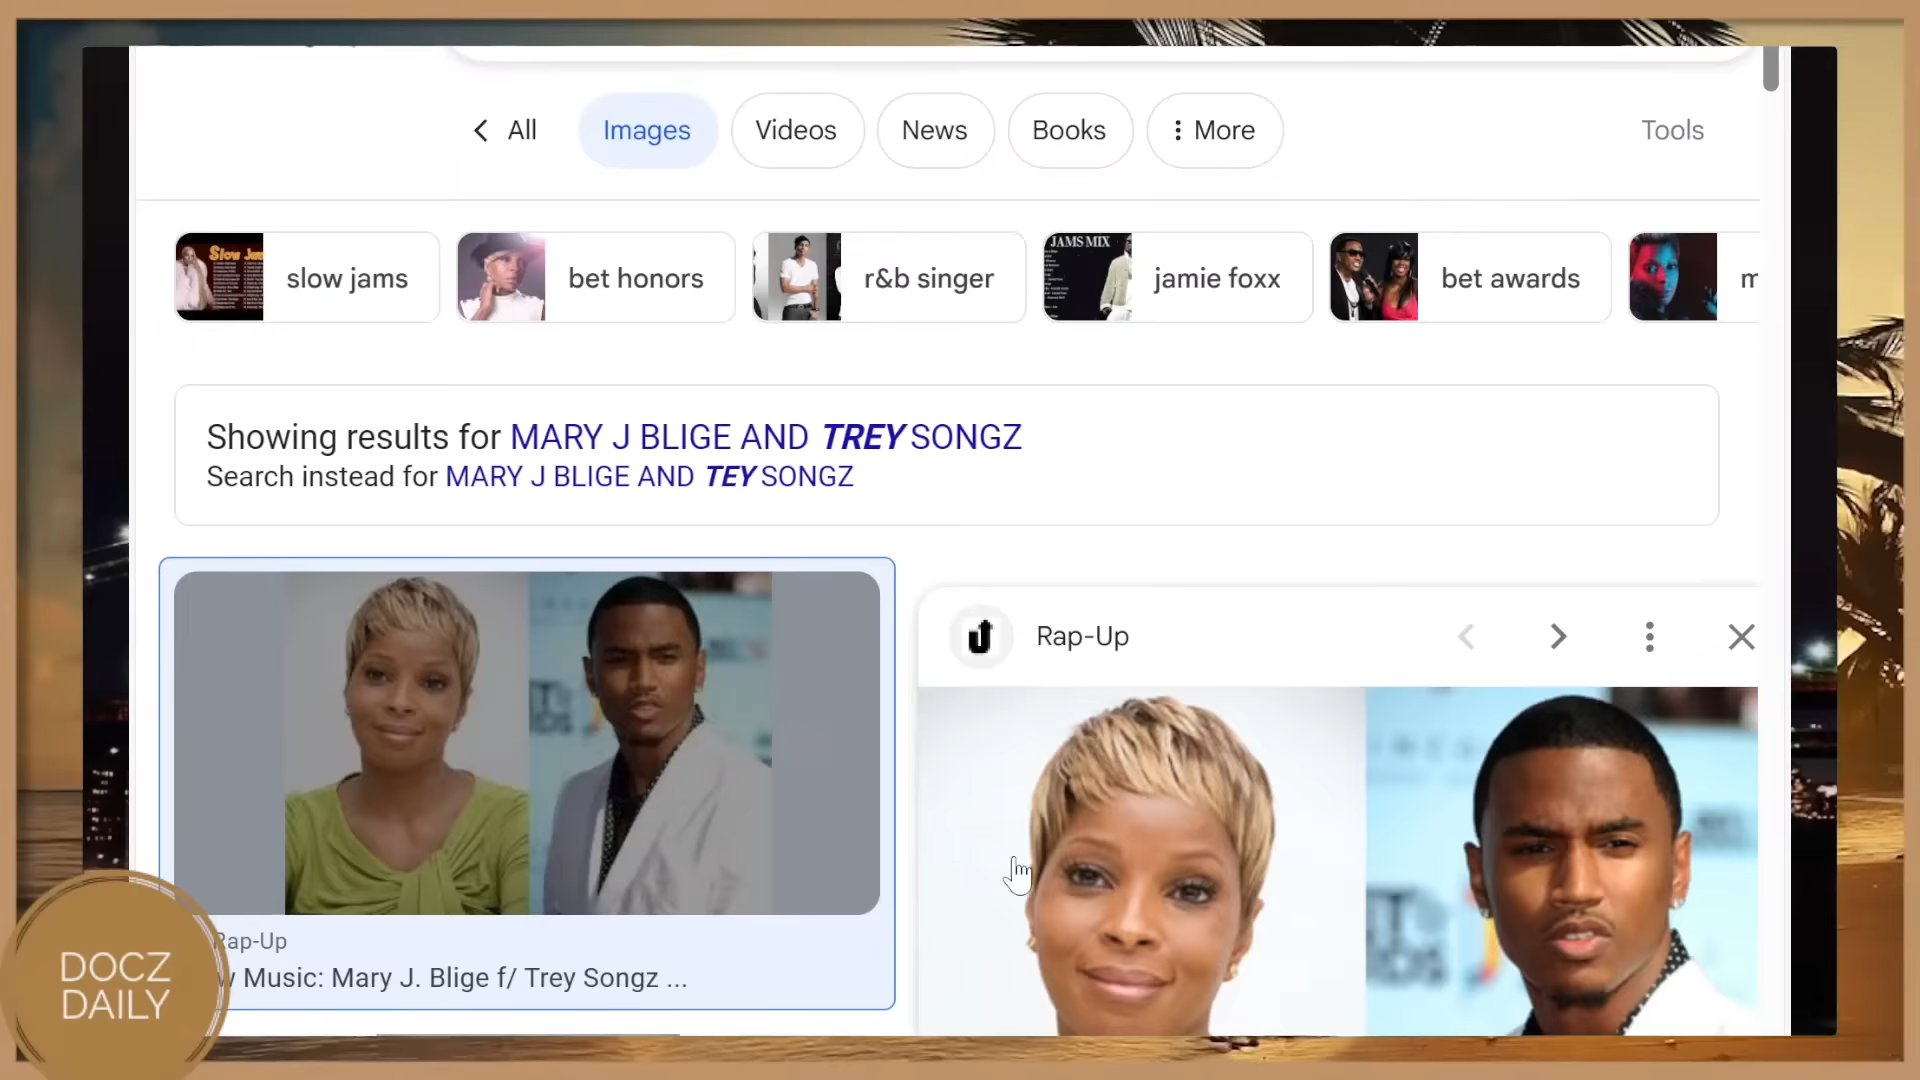 All
Images
Videos
News
Books
More
Tools
Slow Jam
slow jams
bet honors
r&b singer
JAMS MIX
jamie foxx
bet awards
m
Showing results for MARY J BLIGE AND TREY SONGZ
Search instead for MARY J BLIGE AND TEY SONGZ
Rap-Up
Rap-Up
w Music: Mary J. Blige f/ Trey Songz ...
DOCZ
DAILY